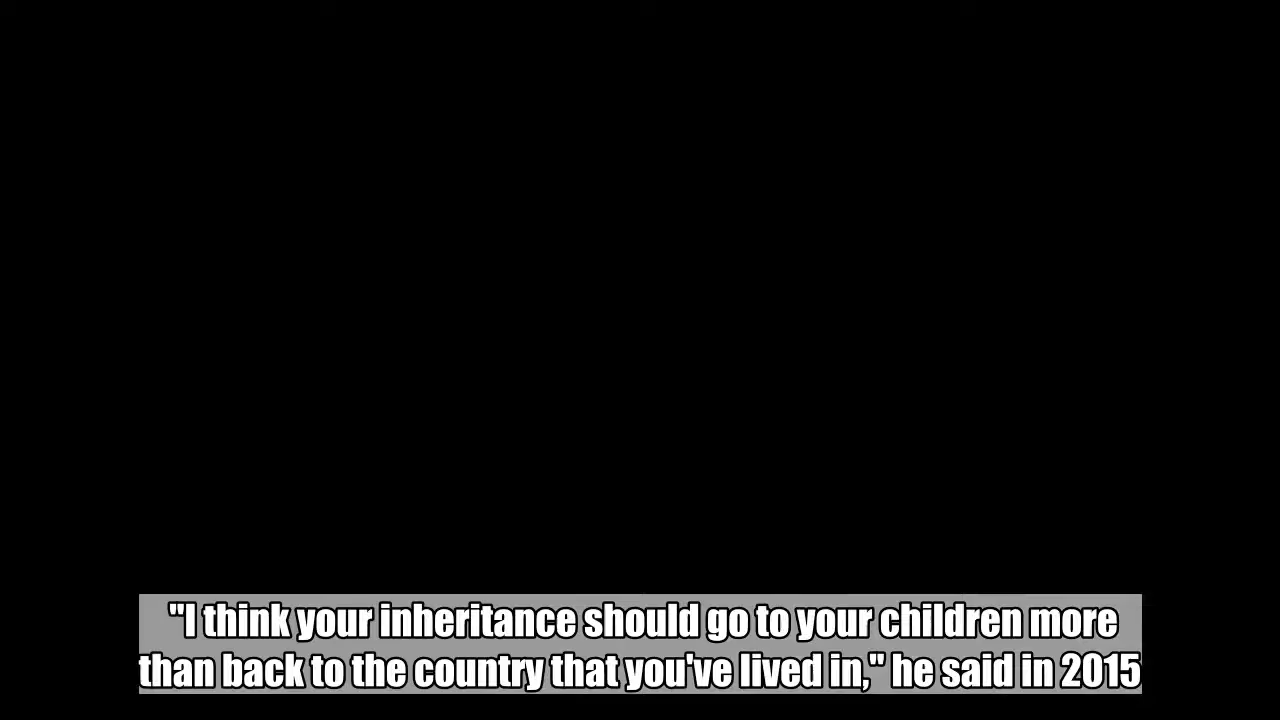 "I think your inheritance should go to your children more
than back to the country that you've lived in," he said in 2015